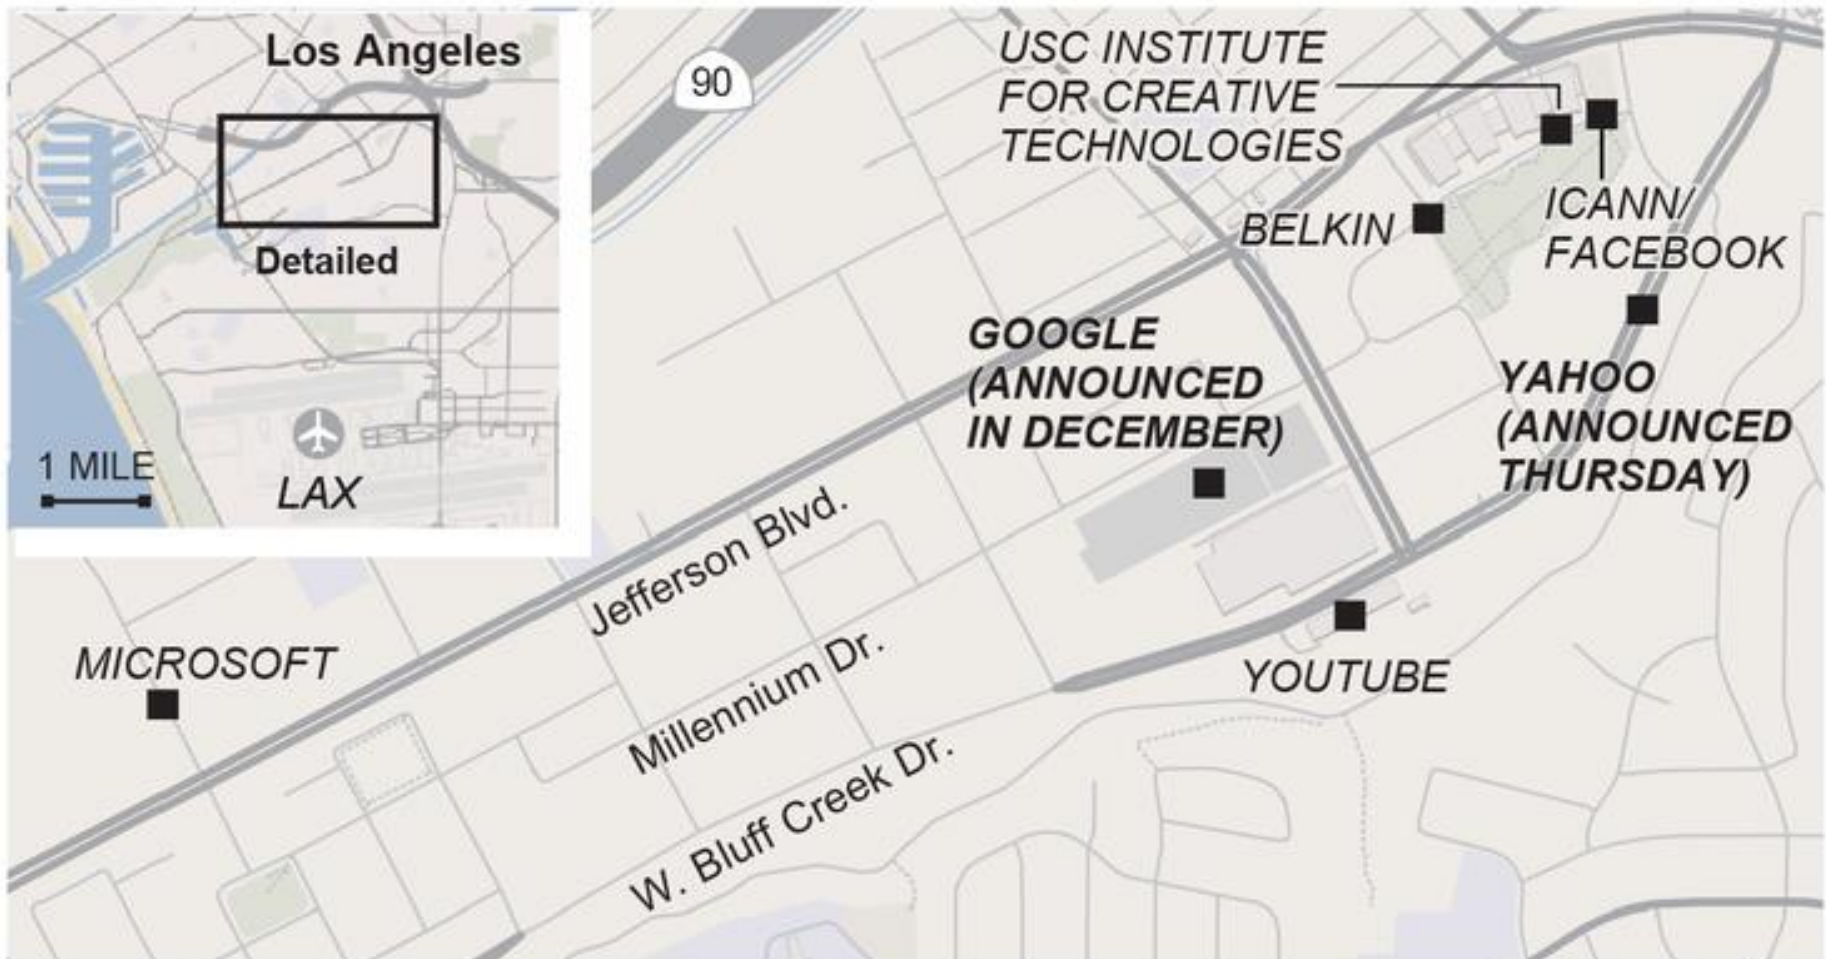 Los Angeles
Detailed
1 MILE
LAX
90
USC INSTITUTE
FOR CREATIVE
TECHNOLOGIES
BELKIN
ICANN/
FACEBOOK
GOOGLE
(ANNOUNCED
IN DECEMBER)
YAHOO
(ANNOUNCED
THURSDAY)
Jefferson Blvd.
MICROSOFT
Millennium Dr.
YOUTUBE
W. Bluff Creek Dr.